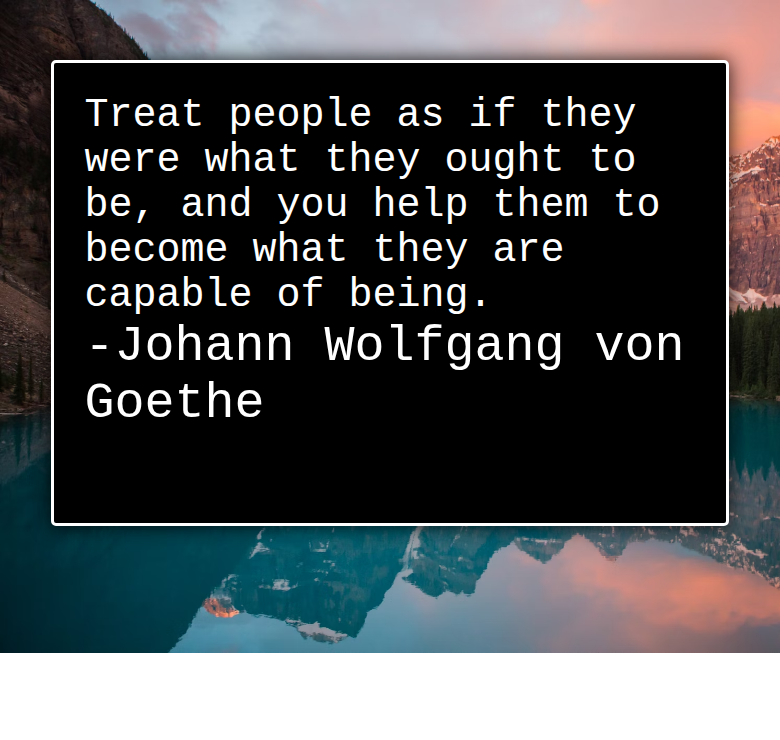 Treat people as if they
were what they ought to
be, and you help them to
become what they are
capable of being.
-Johann Wolfgang von
Goethe